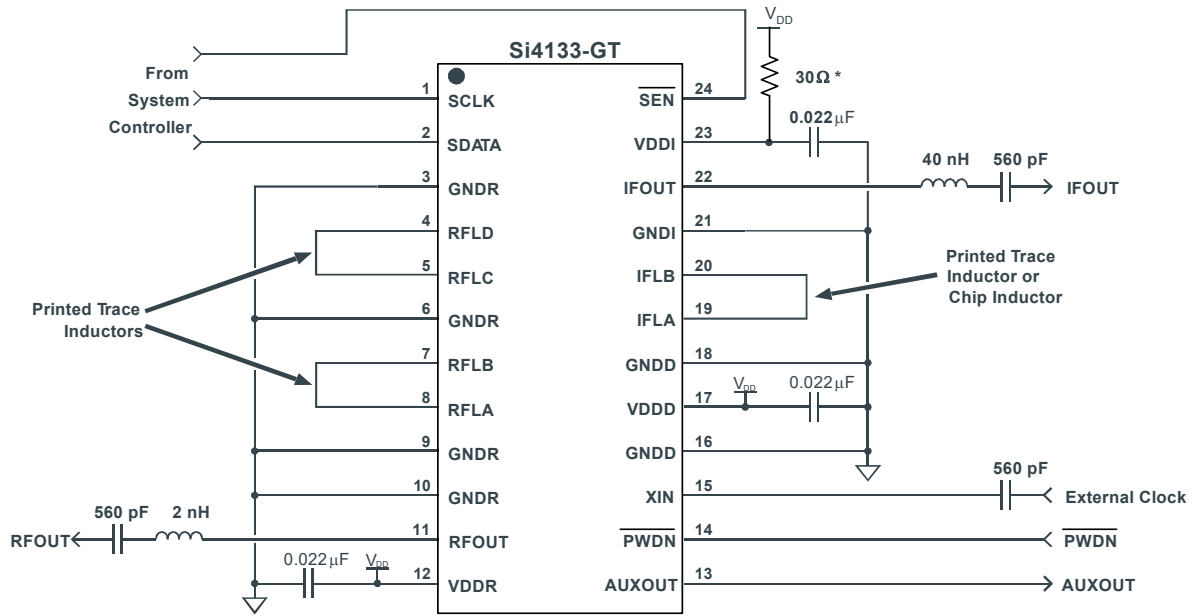 V_DD
Si4133-GT
30Ω *
From
System
Controller
1
SCLK
2
SDATA
3
GNDR
4
RFLD
5
RFLC
6
GNDR
7
RFLB
8
RFLA
9
GNDR
10
GNDR
11
RFOUT
12
VDDR
24
SEN
23
VDDI
0.022μF
22
IFOUT
40 nH
560 pF
IFOUT
21
GNDI
20
IFLB
19
IFLA
18
GNDD
17
VDDD
V_DD
0.022μF
16
GNDD
15
XIN
560 pF
External Clock
14
PWDN
PWDN
13
AUXOUT
AUXOUT
Printed Trace
Inductor or
Chip Inductor
Printed Trace
Inductors
560 pF
2 nH
RFOUT
0.022μF
V_DD